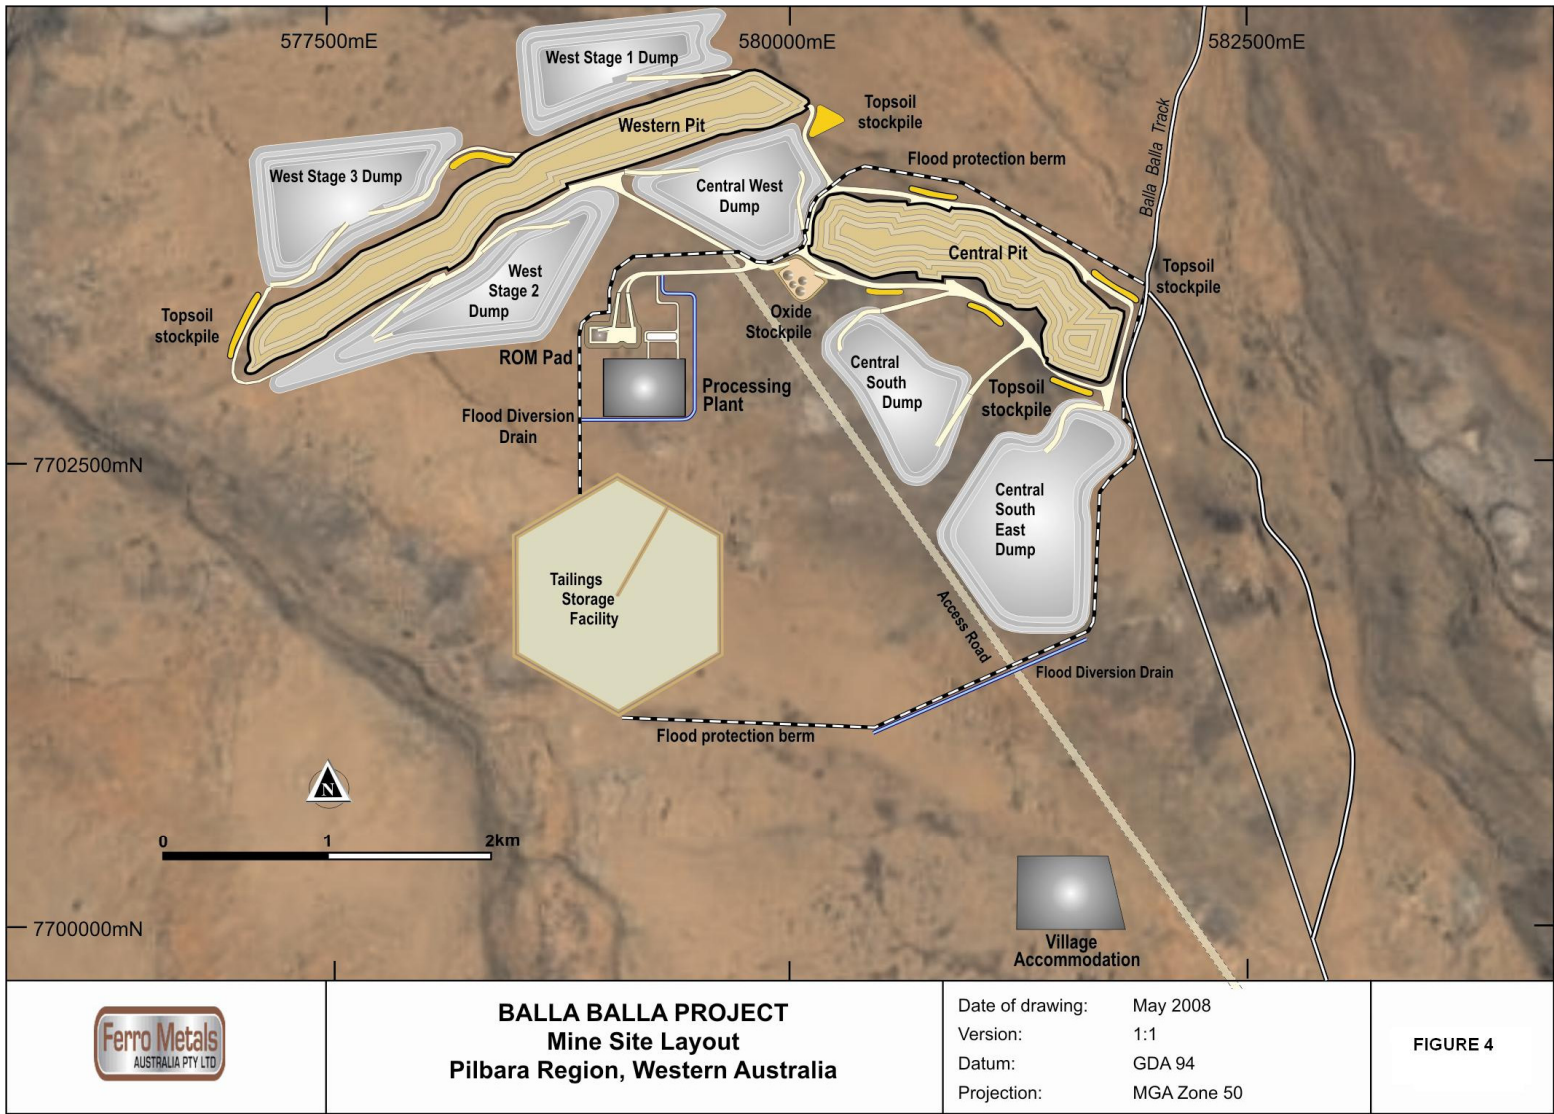 577500mE
580000mE
582500mE
West Stage 1 Dump
Western Pit
Topsoil
stockpile
Flood protection berm
Balla Balla Track
West Stage 3 Dump
Central West
Dump
Central Pit
West
Stage 2
Dump
Topsoil
stockpile
Topsoil
stockpile
Oxide
Stockpile
ROM Pad
Central
South
Dump
Processing
Plant
Topsoil
stockpile
Flood Diversion
Drain
7702500mN
Central
South
East
Dump
Tailings
Storage
Facility
Access Road
Flood Diversion Drain
Flood protection berm
N
0 1 2km
7700000mN
Village
Accommodation
Ferro Metals
AUSTRALIA PTY LTD
BALLA BALLA PROJECT
Mine Site Layout
Pilbara Region, Western Australia
Date of drawing: May 2008
Version: 1:1
Datum: GDA 94
Projection: MGA Zone 50
FIGURE 4